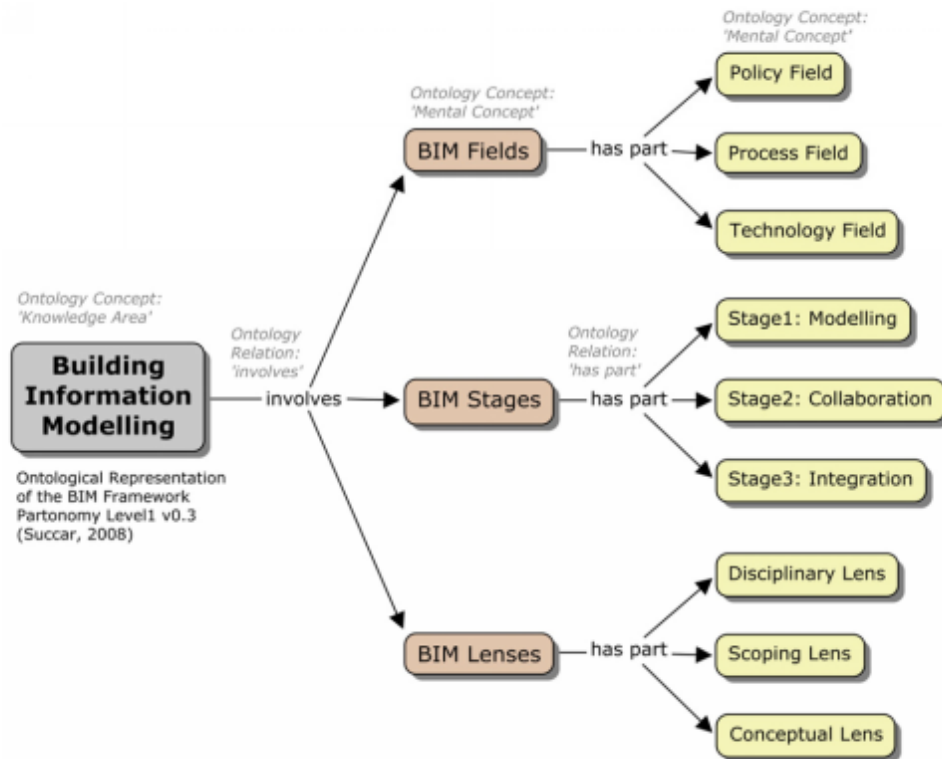 Ontology Concept:
'Mental Concept'
Policy Field
Ontology Concept:
'Mental Concept'
BIM Fields
has part
Process Field
Technology Field
Ontology Concept:
'Knowledge Area'
Building
Information
Modelling
Ontology
Relation:
'involves'
involves
Ontological Representation
of the BIM Framework
Partonomy Level1 v0.3
(Succar, 2008)
BIM Stages
Ontology
Relation:
'has part'
has part
Stage1: Modelling
Stage2: Collaboration
Stage3: Integration
BIM Lenses
has part
Disciplinary Lens
Scoping Lens
Conceptual Lens